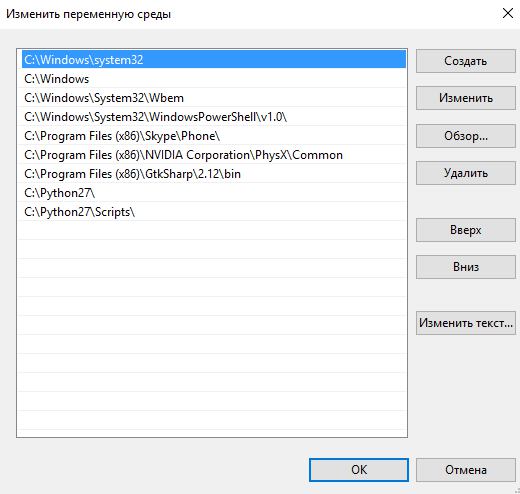 Изменить переменную среды
C:\Windows\system32
C:\Windows
C:\Windows\System32\Wbem
C:\Windows\System32\WindowsPowerShell\v1.0\
C:\Program Files (x86)\Skype\Phone\
C:\Program Files (x86)\NVIDIA Corporation\PhysX\Common
C:\Program Files (x86)\GtkSharp\2.12\bin
C:\Python27\
C:\Python27\Scripts\
Создать
Изменить
Обзор...
Удалить
Вверх
Вниз
Изменить текст...
ОК
Отмена